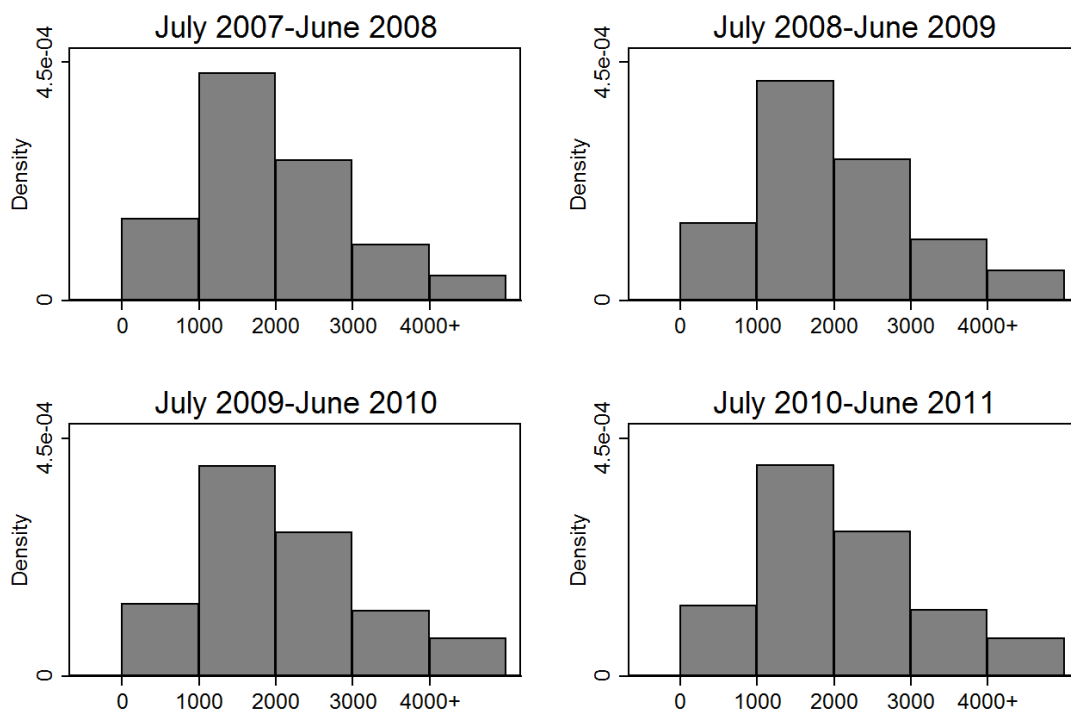 July 2007-June 2008
4.5e-04
Density
0
0 1000 2000 3000 4000+
July 2008-June 2009
4.5e-04
Density
0
0 1000 2000 3000 4000+
July 2009-June 2010
4.5e-04
Density
0
0 1000 2000 3000 4000+
July 2010-June 2011
4.5e-04
Density
0
0 1000 2000 3000 4000+